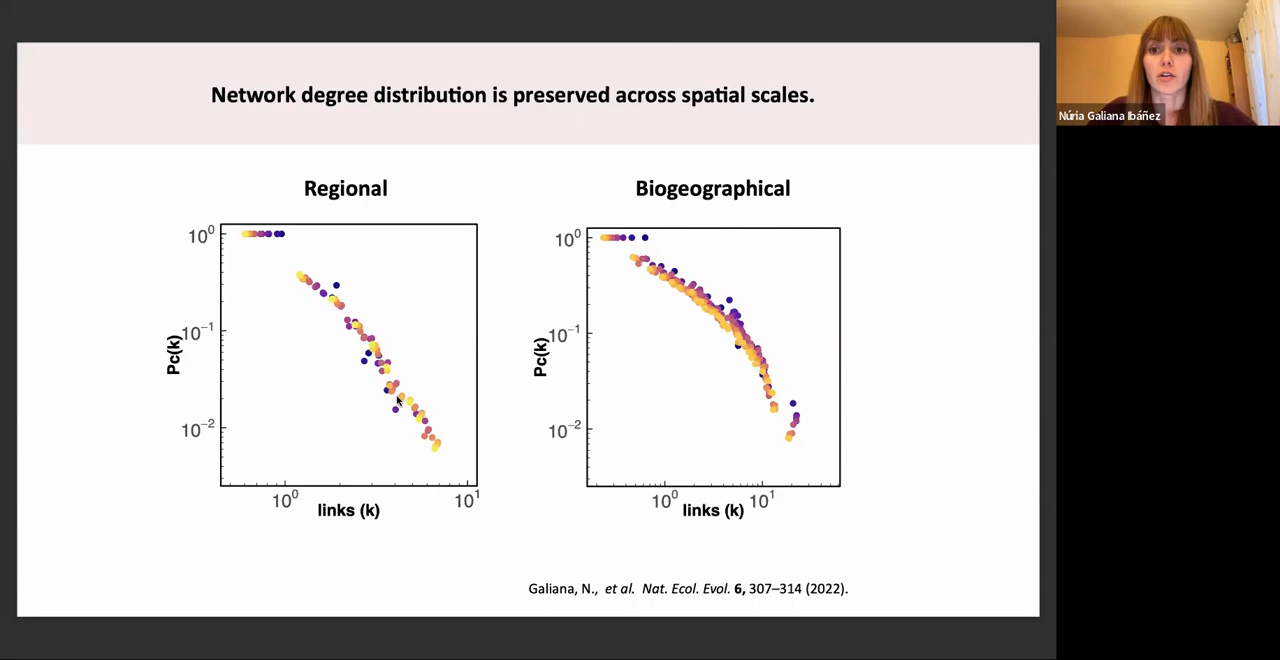 Network degree distribution is preserved across spatial scales.
Núria Galiana Ibáñez
Regional
Biogeographical
10⁰
10⁻¹
10⁻²
Pc(k)
10⁰
10¹
links (k)
10⁰
10⁻¹
10⁻²
Pc(k)
10⁰
10¹
links (k)
Galiana, N., et al. Nat. Ecol. Evol. 6, 307–314 (2022).